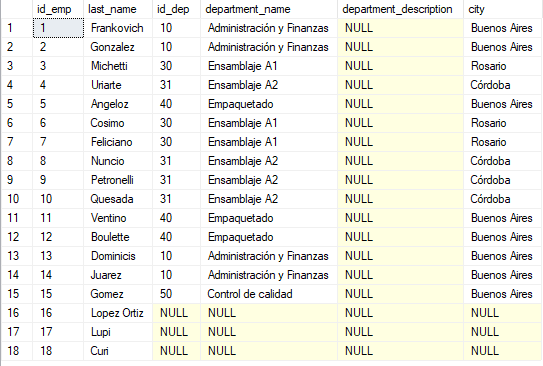 id_emp last_name id_dep department_name department_description city
1 1 Frankovich 10 Administración y Finanzas NULL Buenos Aires
2 2 Gonzalez 10 Administración y Finanzas NULL Buenos Aires
3 3 Michetti 30 Ensamblaje A1 NULL Rosario
4 4 Uriarte 31 Ensamblaje A2 NULL Córdoba
5 5 Angeloz 40 Empaquetado NULL Buenos Aires
6 6 Cosimo 30 Ensamblaje A1 NULL Rosario
7 7 Feliciano 30 Ensamblaje A1 NULL Rosario
8 8 Nuncio 31 Ensamblaje A2 NULL Córdoba
9 9 Petronelli 31 Ensamblaje A2 NULL Córdoba
10 10 Quesada 31 Ensamblaje A2 NULL Córdoba
11 11 Ventino 40 Empaquetado NULL Buenos Aires
12 12 Boulette 40 Empaquetado NULL Buenos Aires
13 13 Dominicis 10 Administración y Finanzas NULL Buenos Aires
14 14 Juarez 10 Administración y Finanzas NULL Buenos Aires
15 15 Gomez 50 Control de calidad NULL Buenos Aires
16 16 Lopez Ortiz NULL NULL NULL NULL
17 17 Lupi NULL NULL NULL NULL
18 18 Curi NULL NULL NULL NULL